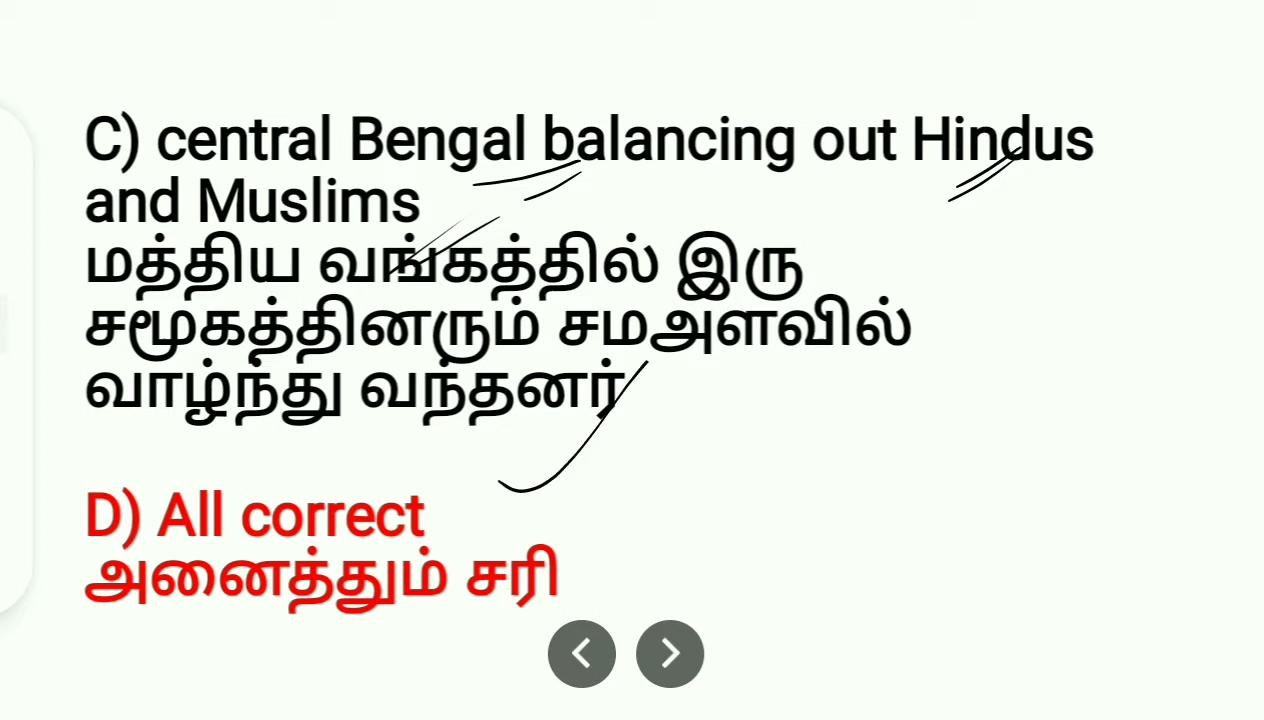 C) central Bengal balancing out Hindus
and Muslims
மத்திய வங்கத்தில் இரு
சமூகத்தினரும் சமஅளவில்
வாழ்ந்து வந்தனர்
D) All correct
அனைத்தும் சரி